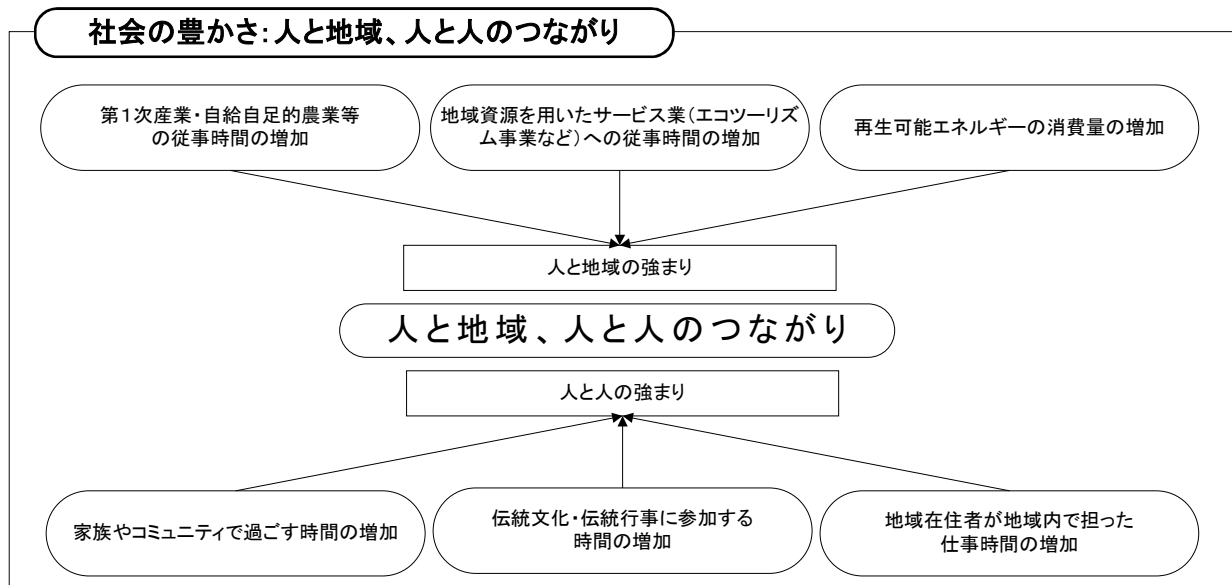 社会の豊かさ:人と地域、人と人のつながり
第1次産業・自給自足的農業等
の従事時間の増加
地域資源を用いたサービス業(エコツーリズ
ム事業など)への従事時間の増加
再生可能エネルギーの消費量の増加
人と地域の強まり
人と地域、人と人のつながり
人と人の強まり
家族やコミュニティで過ごす時間の増加
伝統文化・伝統行事に参加する
時間の増加
地域在住者が地域内で担った
仕事時間の増加